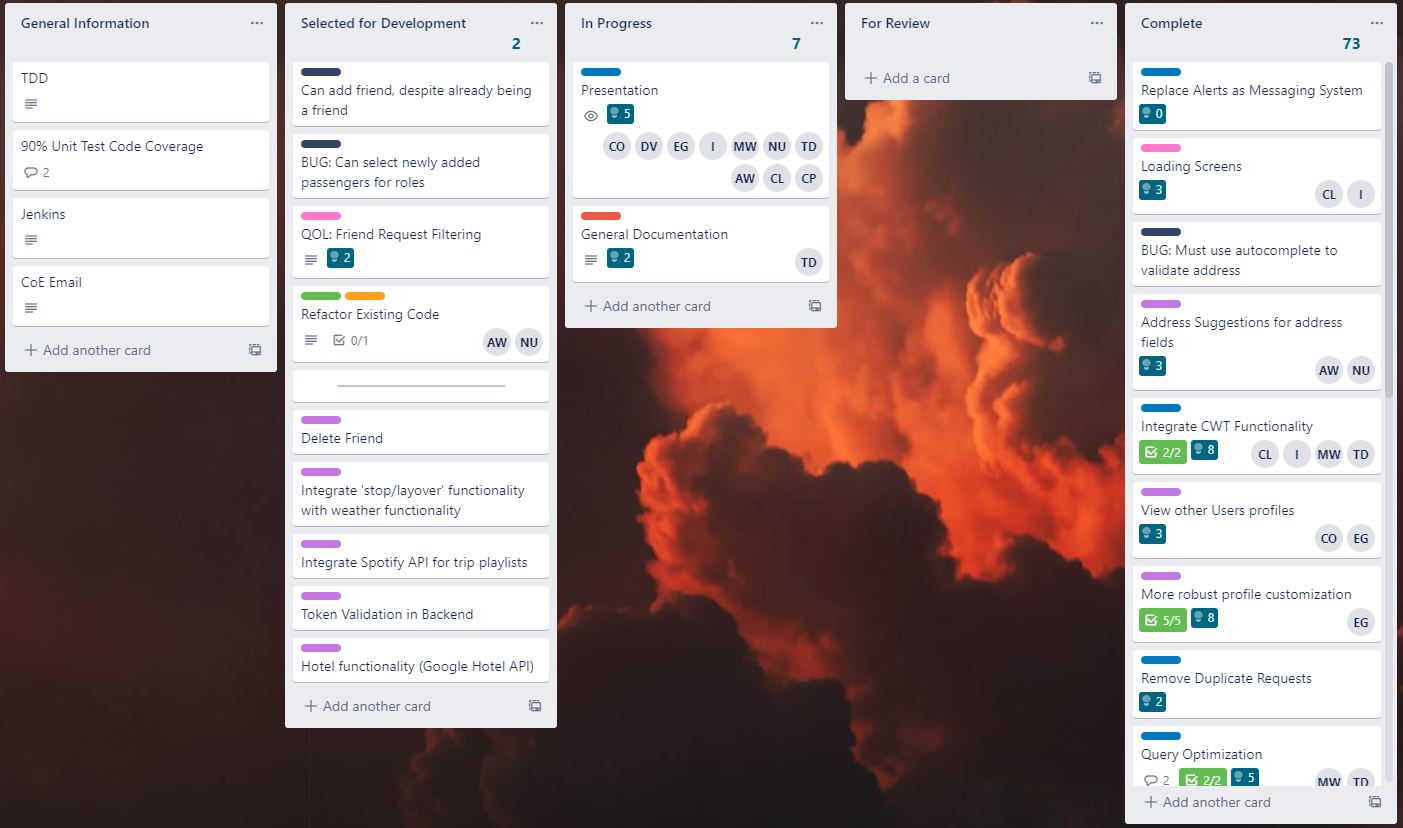 General Information
TDD
90% Unit Test Code Coverage
2
Jenkins
CoE Email
Add another card
Selected for Development
2
Can add friend, despite already being
a friend
BUG: Can select newly added
passengers for roles
QOL: Friend Request Filtering
2
Refactor Existing Code
0/1 AW NU
Delete Friend
Integrate 'stop/layover' functionality
with weather functionality
Integrate Spotify API for trip playlists
Token Validation in Backend
Hotel functionality (Google Hotel API)
Add another card
In Progress
7
Presentation
5
CO DV EG I MW NU TD
AW CL CP
General Documentation
2 TD
Add another card
For Review
Add a card
Complete
73
Replace Alerts as Messaging System
0
Loading Screens
3 CL I
BUG: Must use autocomplete to
validate address
Address Suggestions for address
fields
3 AW NU
Integrate CWT Functionality
2/2 8 CL I MW TD
View other Users profiles
3 CO EG
More robust profile customization
5/5 8 EG
Remove Duplicate Requests
2
Query Optimization
2 2/2 5 MW TD
Add another card